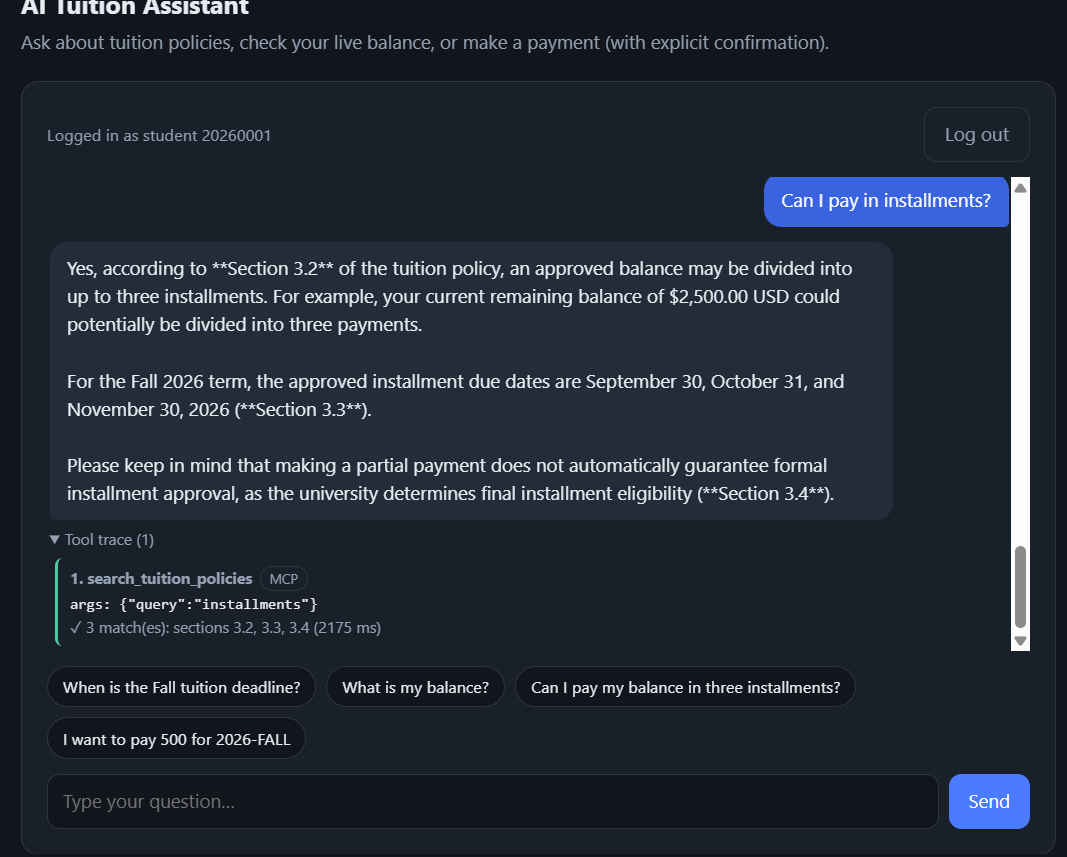 AI Tuition Assistant
Ask about tuition policies, check your live balance, or make a payment (with explicit confirmation).
Logged in as student 20260001
Log out
Can I pay in installments?
Yes, according to **Section 3.2** of the tuition policy, an approved balance may be divided into
up to three installments. For example, your current remaining balance of $2,500.00 USD could
potentially be divided into three payments.
For the Fall 2026 term, the approved installment due dates are September 30, October 31, and
November 30, 2026 (**Section 3.3**).
Please keep in mind that making a partial payment does not automatically guarantee formal
installment approval, as the university determines final installment eligibility (**Section 3.4**).
▼ Tool trace (1)
1. search_tuition_policies MCP
args: {"query":"installments"}
✓ 3 match(es): sections 3.2, 3.3, 3.4 (2175 ms)
When is the Fall tuition deadline? What is my balance? Can I pay my balance in three installments?
I want to pay 500 for 2026-FALL
Type your question...
Send